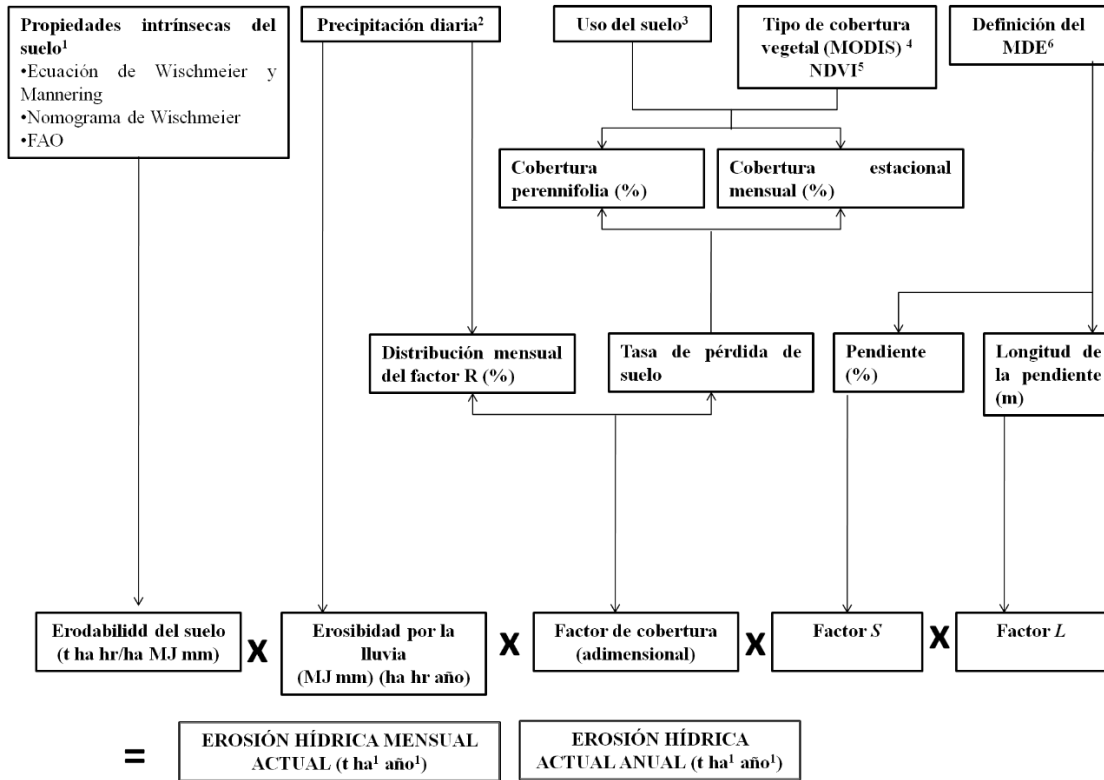 Propiedades intrínsecas del
suelo¹
•Ecuación de Wischmeier y
Mannering
•Nomograma de Wischmeier
•FAO
Precipitación diaria²
Uso del suelo³
Tipo de cobertura
vegetal (MODIS) ⁴
NDVI⁵
Definición del
MDE⁶
Cobertura
perennifolia (%)
Cobertura estacional
mensual (%)
Distribución mensual
del factor R (%)
Tasa de pérdida de
suelo
Pendiente
(%)
Longitud de
la pendiente
(m)
Erodabilidd del suelo
(t ha hr/ha MJ mm)
X
Erosibidad por la
lluvia
(MJ mm) (ha hr año)
X
Factor de cobertura
(adimensional)
X
Factor S
X
Factor L
=
EROSIÓN HÍDRICA MENSUAL
ACTUAL (t ha¹ año¹)
EROSIÓN HÍDRICA
ACTUAL ANUAL (t ha¹ año¹)